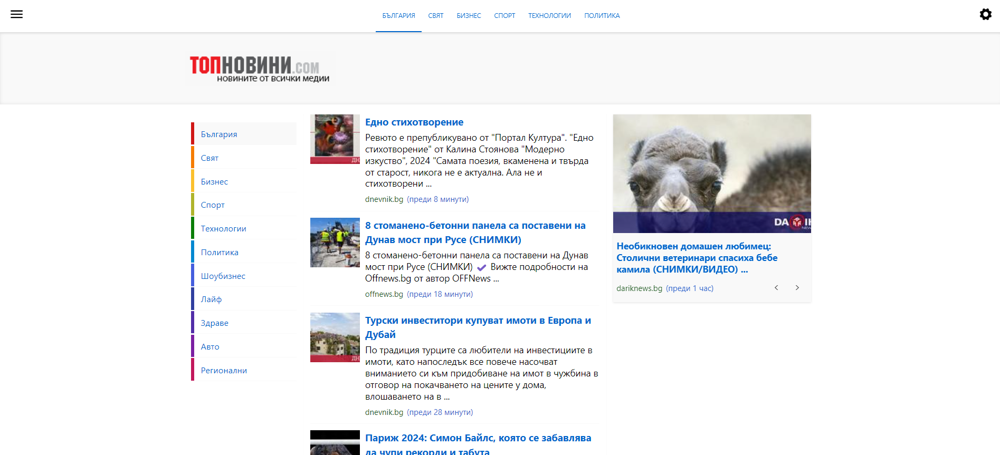 БЪЛГАРИЯ СВЯТ БИЗНЕС СПОРТ ТЕХНОЛОГИИ ПОЛИТИКА
ТОПНОВИНИ.COM
НОВИНИТЕ ОТ ВСИЧКИ МЕДИИ
България
Свят
Бизнес
Спорт
Технологии
Политика
Шоубизнес
Лайф
Здраве
Авто
Регионални
Едно стихотворение
Ревюто е препубликувано от "Портал Култура". "Едно
стихотворение" от Калина Стоянова "Модерно
изкуство", 2024 "Самата поезия, вкаменена и твърда
от старост, никога не е актуална. Ала не и
стихотворени ...
dnevnik.bg (преди 8 минути)
8 стоманено-бетонни панела са поставени на
Дунав мост при Русе (СНИМКИ)
8 стоманено-бетонни панела са поставени на Дунав
мост при Русе (СНИМКИ) ✔ Вижте подробности на
Offnews.bg от автор OFFNews ...
offnews.bg (преди 18 минути)
ДН
Турски инвеститори купуват имоти в Европа и
Дубай
По традиция турците са любители на инвестициите в
имоти, като напоследък все повече насочват
вниманието си към придобиване на имот в чужбина в
отговор на покачването на цените у дома,
влошаването на в ...
dnevnik.bg (преди 28 минути)
ДН
Париж 2024: Симон Байлс, която се забавлява
да чупи рекорди и табута
DARIK
NEWS
Необикновен домашен любимец:
Столични ветеринари спасиха бебе
камила (СНИМКИ/ВИДЕО) ...
dariknews.bg (преди 1 час)